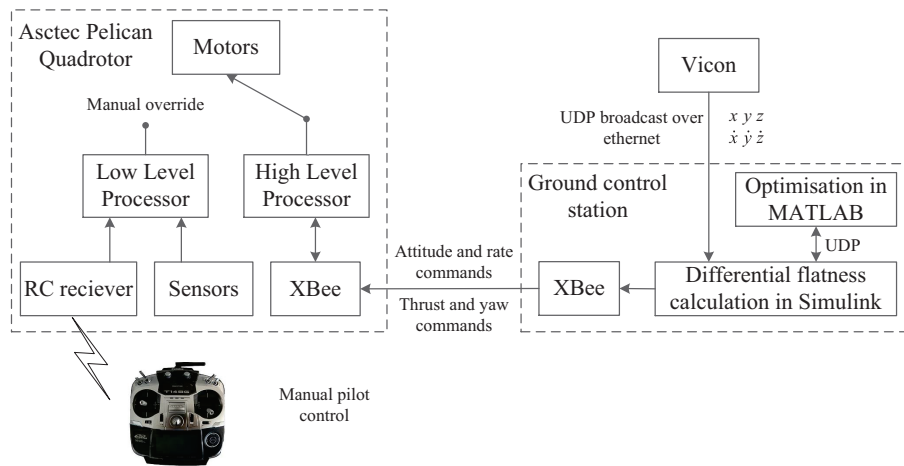 Asctec Pelican
Quadrotor
Motors
Manual override
Low Level
Processor
High Level
Processor
RC reciever
Sensors
XBee
Manual pilot
control
Attitude and rate
commands
Thrust and yaw
commands
Vicon
UDP broadcast over
ethernet
x y z
ẋ ẏ ż
Ground control
station
Optimisation in
MATLAB
UDP
XBee
Differential flatness
calculation in Simulink